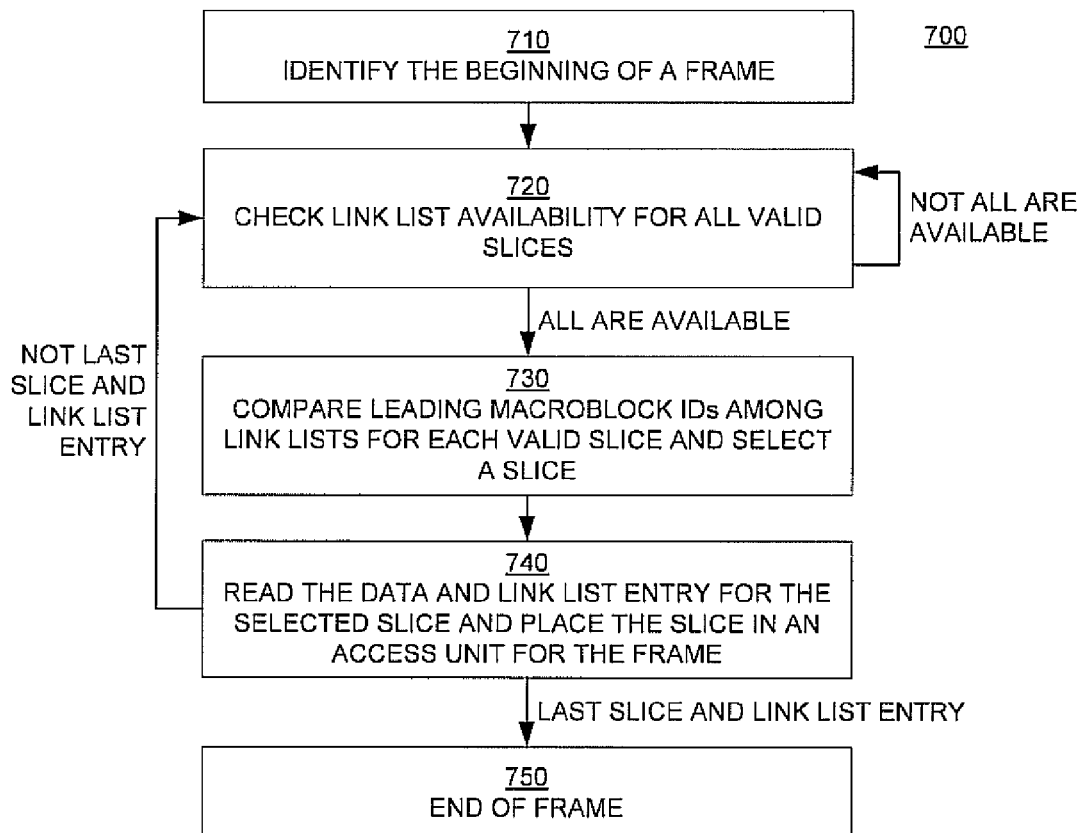 700
710
IDENTIFY THE BEGINNING OF A FRAME
720
CHECK LINK LIST AVAILABILITY FOR ALL VALID
SLICES
NOT ALL ARE
AVAILABLE
ALL ARE AVAILABLE
NOT LAST
SLICE AND
LINK LIST
ENTRY
730
COMPARE LEADING MACROBLOCK IDs AMONG
LINK LISTS FOR EACH VALID SLICE AND SELECT
A SLICE
740
READ THE DATA AND LINK LIST ENTRY FOR THE
SELECTED SLICE AND PLACE THE SLICE IN AN
ACCESS UNIT FOR THE FRAME
LAST SLICE AND LINK LIST ENTRY
750
END OF FRAME